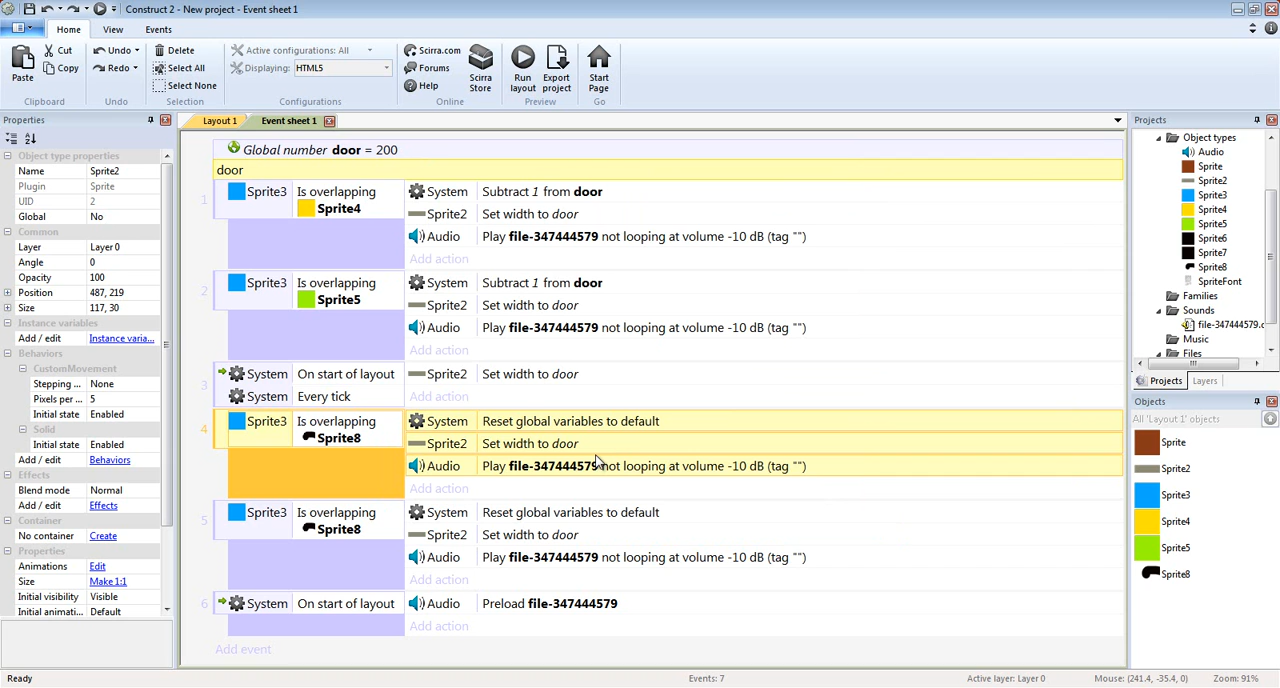 Construct 2 - New project - Event sheet 1
Home View Events
Paste
Cut
Copy
Clipboard
Undo
Redo
Undo
Delete
Select All
Select None
Selection
Active configurations: All
Displaying: HTML5
Configurations
Scirra.com
Forums
Help
Scirra Store
Online
Run layout
Export project
Preview
Start Page
Go
Properties
Object type properties
Name Sprite2
Plugin Sprite
UID 2
Global No
Common
Layer Layer 0
Angle 0
Opacity 100
Position 487, 219
Size 117, 30
Instance variables
Add / edit Instance varia...
Behaviors
CustomMovement
Stepping ... None
Pixels per ... 5
Initial state Enabled
Solid
Initial state Enabled
Add / edit Behaviors
Effects
Blend mode Normal
Add / edit Effects
Container
No container Create
Properties
Animations Edit
Size Make 1:1
Initial visibility Visible
Initial animati... Default
Layout 1 Event sheet 1
Global number door = 200
door
1 Sprite3 Is overlapping Sprite4 System Subtract 1 from door
Sprite2 Set width to door
Audio Play file-347444579 not looping at volume -10 dB (tag "")
Add action
2 Sprite3 Is overlapping Sprite5 System Subtract 1 from door
Sprite2 Set width to door
Audio Play file-347444579 not looping at volume -10 dB (tag "")
Add action
3 System On start of layout Sprite2 Set width to door
System Every tick Add action
4 Sprite3 Is overlapping Sprite8 System Reset global variables to default
Sprite2 Set width to door
Audio Play file-347444579 not looping at volume -10 dB (tag "")
Add action
5 Sprite3 Is overlapping Sprite8 System Reset global variables to default
Sprite2 Set width to door
Audio Play file-347444579 not looping at volume -10 dB (tag "")
Add action
6 System On start of layout Audio Preload file-347444579
Add action
Add event
Projects
Object types
Audio
Sprite
Sprite2
Sprite3
Sprite4
Sprite5
Sprite6
Sprite7
Sprite8
SpriteFont
Families
Sounds
file-347444579.
Music
Files
Projects Layers
Objects
All 'Layout 1' objects
Sprite
Sprite2
Sprite3
Sprite4
Sprite5
Sprite8
Ready Events: 7 Active layer: Layer 0 Mouse: (241.4, -35.4, 0) Zoom: 91%